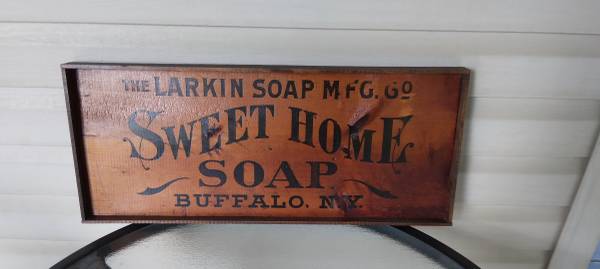 THE LARKIN SOAP MFG. CO
SWEET HOME
SOAP
BUFFALO. N.Y.